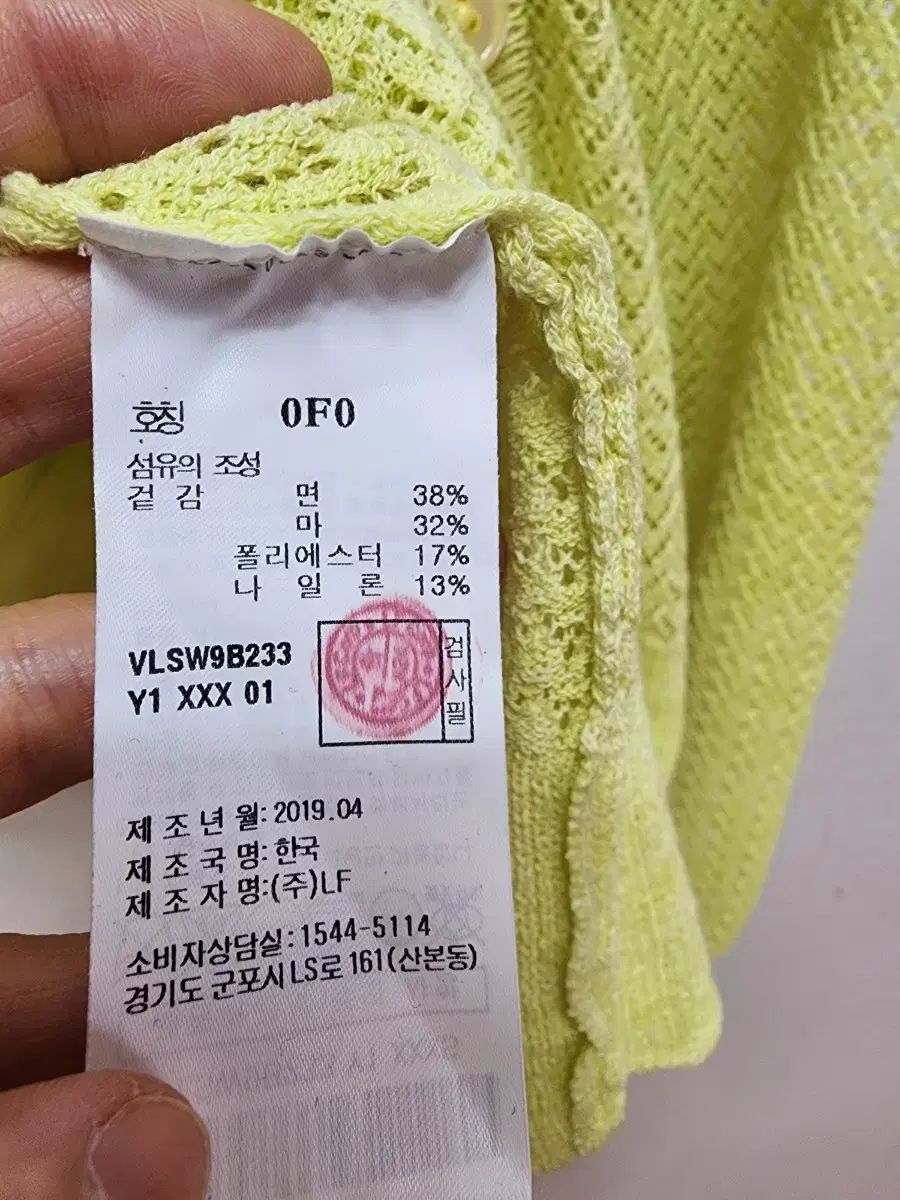 호칭 0F0
섬유의 조성
겉 감 면 38%
마 32%
폴리에스터 17%
나 일 론 13%
VLSW9B233
Y1 XXX 01
검사필
제 조 년 월: 2019.04
제 조 국 명: 한국
제 조 자 명:(주)LF
소비자상담실: 1544-5114
경기도 군포시 LS로 161(산본동)